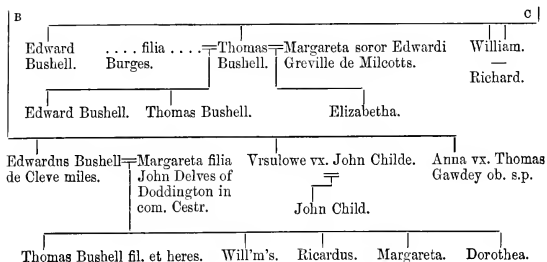 B C
Edward Bushell.
. . . . filia . . . . Burges.
Thomas Bushell.
Margareta soror Edwardi Greville de Milcotts.
William.
Richard.
Edward Bushell. Thomas Bushell. Elizabetha.
Edwardus Bushell de Cleve miles.
Margareta filia John Delves of Doddington in com. Cestr.
Vrsulowe vx. John Childe.
Anna vx. Thomas Gawdey ob. s.p.
John Child.
Thomas Bushell fil. et heres. Will'm's. Ricardus. Margareta. Dorothea.